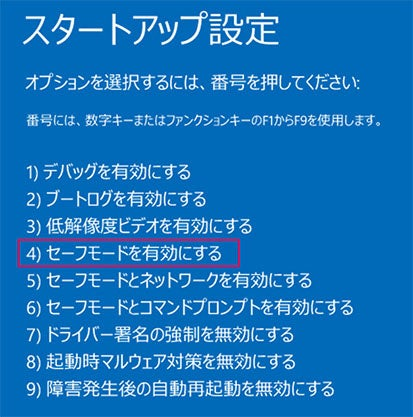 スタートアップ設定
オプションを選択するには、番号を押してください:
番号には、数字キーまたはファンクションキーのF1からF9を使用します。
1) デバッグを有効にする
2) ブートログを有効にする
3) 低解像度ビデオを有効にする
4) セーフモードを有効にする
5) セーフモードとネットワークを有効にする
6) セーフモードとコマンドプロンプトを有効にする
7) ドライバー署名の強制を無効にする
8) 起動時マルウェア対策を無効にする
9) 障害発生後の自動再起動を無効にする